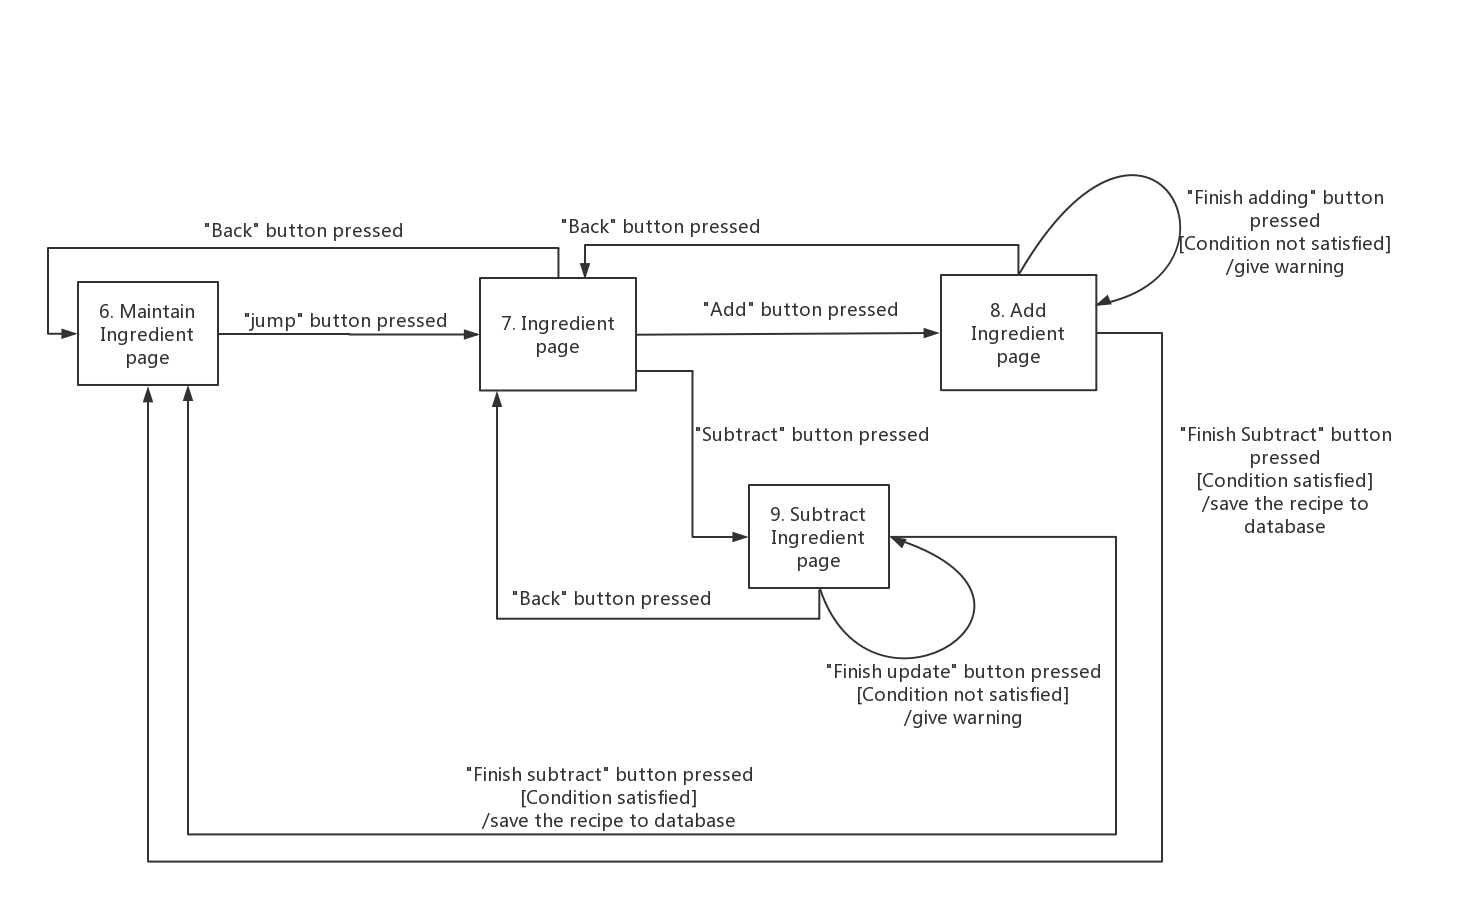 "Finish adding" button
pressed
[Condition not satisfied]
/give warning
"Back" button pressed
"Back" button pressed
6. Maintain
Ingredient
page
"jump" button pressed
7. Ingredient
page
"Add" button pressed
8. Add
Ingredient
page
"Subtract" button pressed
"Finish Subtract" button
pressed
[Condition satisfied]
/save the recipe to
database
9. Subtract
Ingredient
page
"Back" button pressed
"Finish update" button pressed
[Condition not satisfied]
/give warning
"Finish subtract" button pressed
[Condition satisfied]
/save the recipe to database